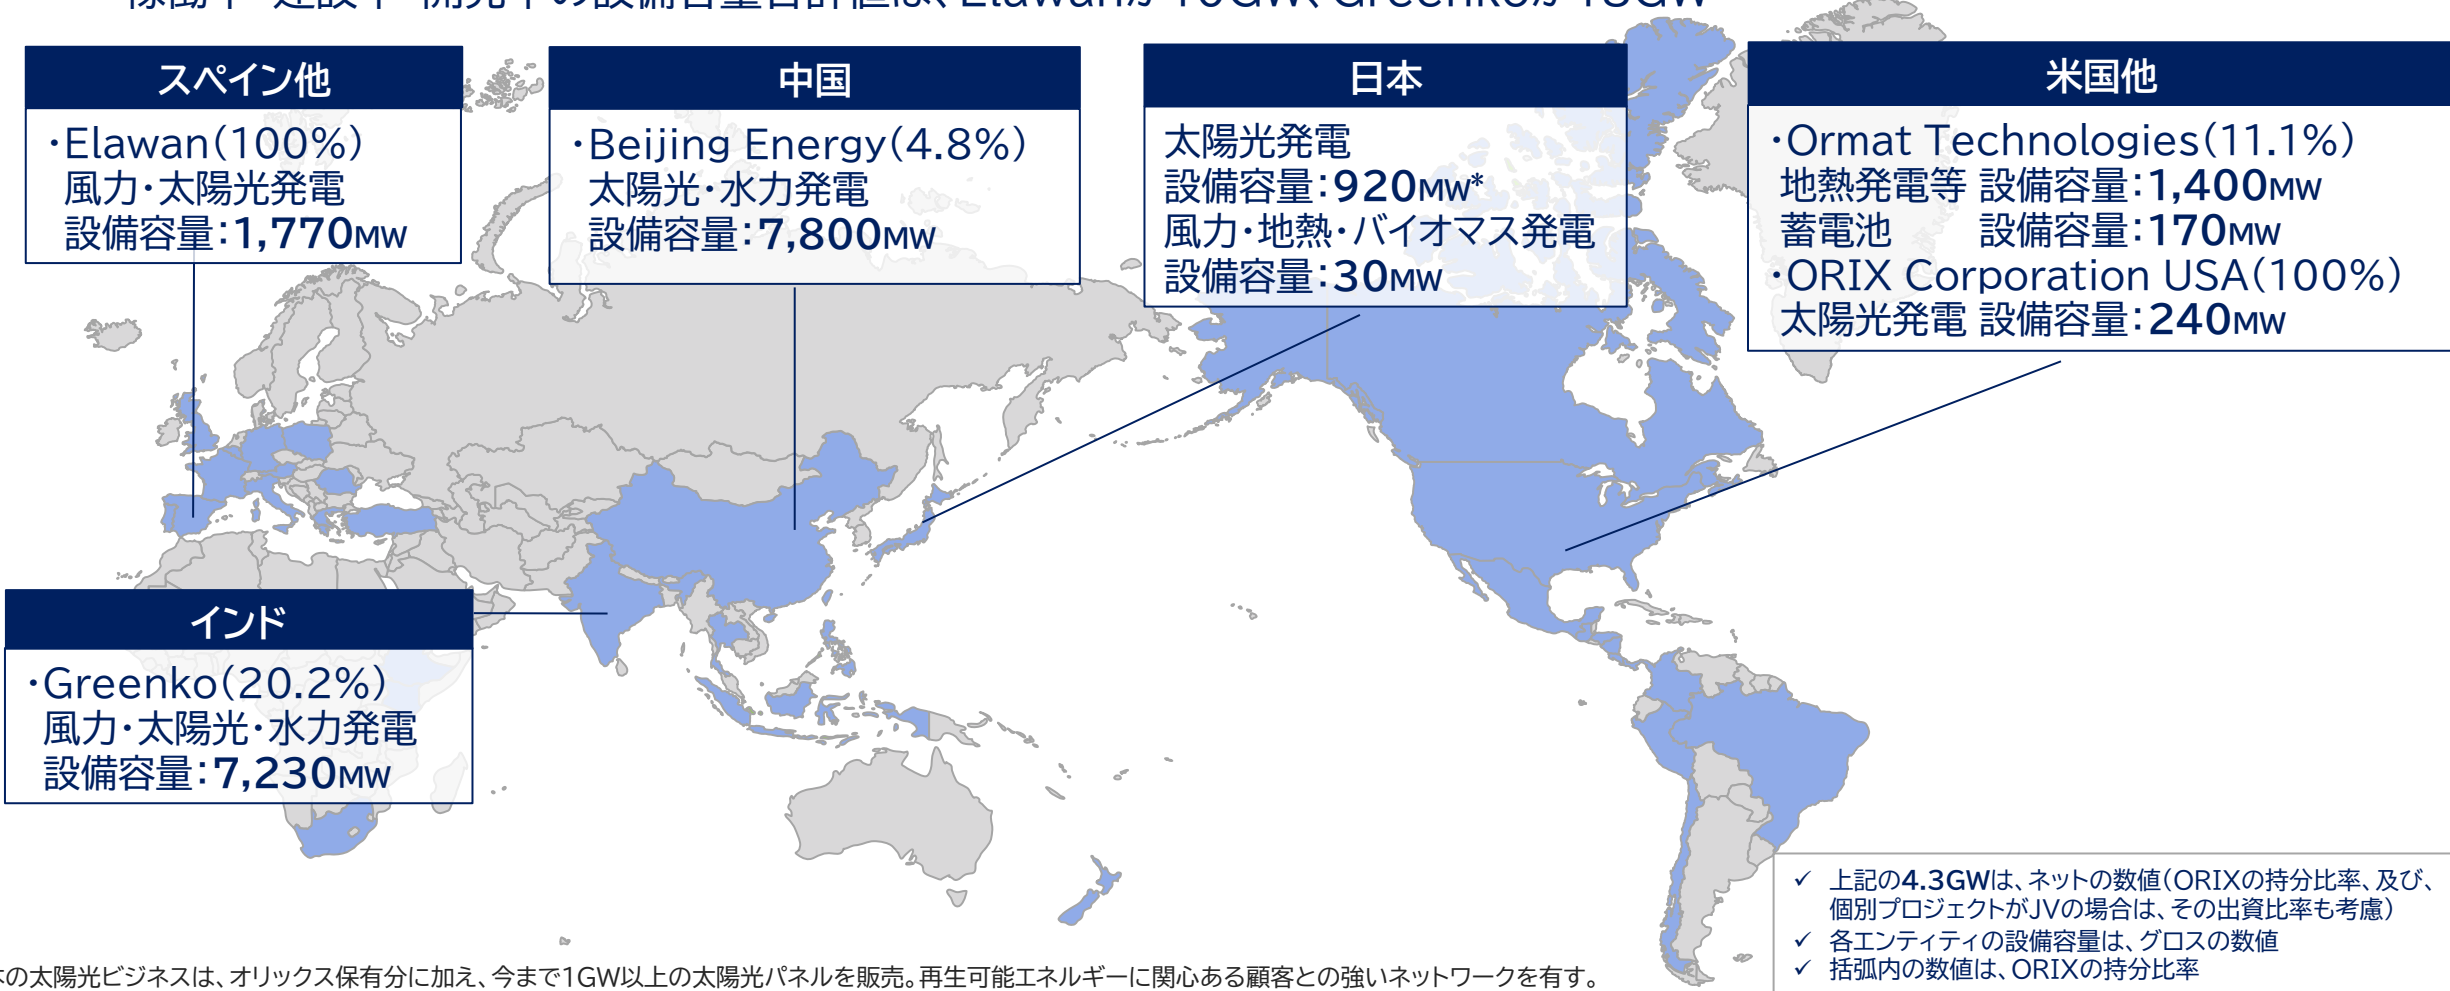 スペイン他
・Elawan(100%)
風力・太陽光発電
設備容量：1,770MW
中国
・Beijing Energy(4.8%)
太陽光・水力発電
設備容量：7,800MW
日本
太陽光発電
設備容量：920MW*
風力・地熱・バイオマス発電
設備容量：30MW
米国他
・Ormat Technologies(11.1%)
地熱発電等 設備容量：1,400MW
蓄電池 設備容量：170MW
・ORIX Corporation USA(100%)
太陽光発電 設備容量：240MW
インド
・Greenko(20.2%)
風力・太陽光・水力発電
設備容量：7,230MW
✓ 上記の4.3GWは、ネットの数値(ORIXの持分比率、及び、
個別プロジェクトがJVの場合は、その出資比率も考慮)
✓ 各エンティティの設備容量は、グロスの数値
✓ 括弧内の数値は、ORIXの持分比率
の太陽光ビジネスは、オリックス保有分に加え、今まで1GW以上の太陽光パネルを販売。再生可能エネルギーに関心ある顧客との強いネットワークを有す。